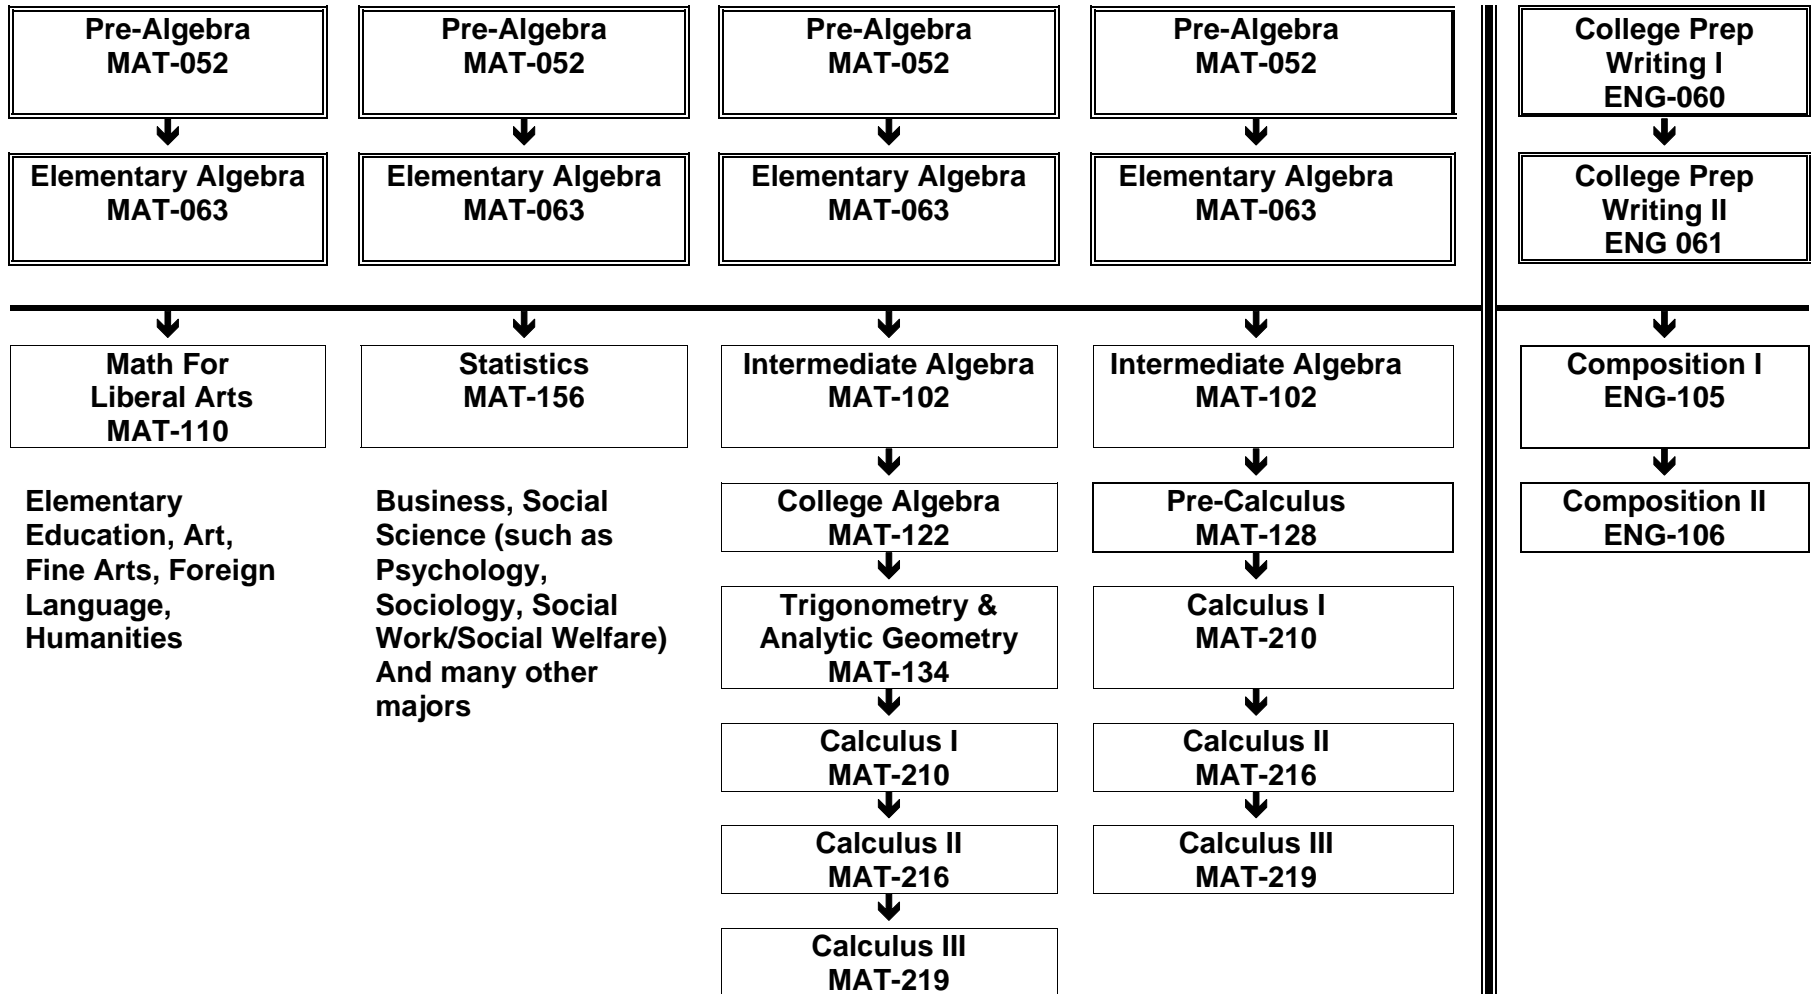 Pre-Algebra
MAT-052
Pre-Algebra
MAT-052
Pre-Algebra
MAT-052
Pre-Algebra
MAT-052
College Prep
Writing I
ENG-060
Elementary Algebra
MAT-063
Elementary Algebra
MAT-063
Elementary Algebra
MAT-063
Elementary Algebra
MAT-063
College Prep
Writing II
ENG 061
Math For
Liberal Arts
MAT-110
Statistics
MAT-156
Intermediate Algebra
MAT-102
Intermediate Algebra
MAT-102
Composition I
ENG-105
Elementary
Education, Art,
Fine Arts, Foreign
Language,
Humanities
Business, Social
Science (such as
Psychology,
Sociology, Social
Work/Social Welfare)
And many other
majors
College Algebra
MAT-122
Pre-Calculus
MAT-128
Composition II
ENG-106
Trigonometry &
Analytic Geometry
MAT-134
Calculus I
MAT-210
Calculus I
MAT-210
Calculus II
MAT-216
Calculus II
MAT-216
Calculus III
MAT-219
Calculus III
MAT-219